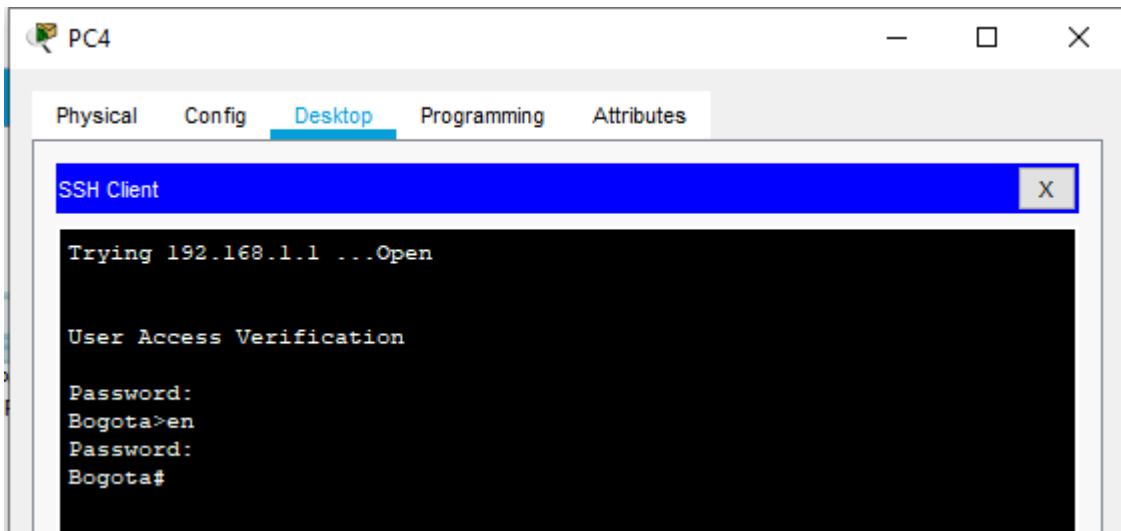 PC4
Physical Config Desktop Programming Attributes
SSH Client X
Trying 192.168.1.1 ...Open
User Access Verification
Password:
Bogota>en
Password:
Bogota#